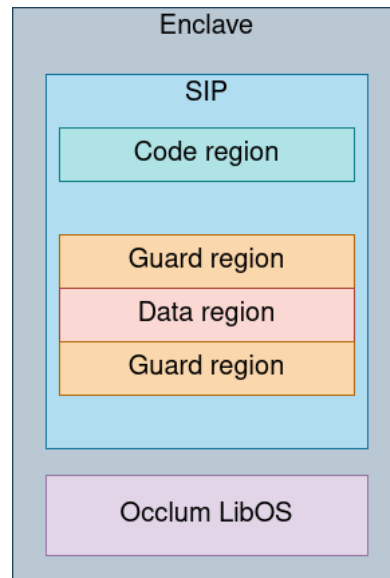 Enclave
SIP
Code region
Guard region
Data region
Guard region
Occlum LibOS